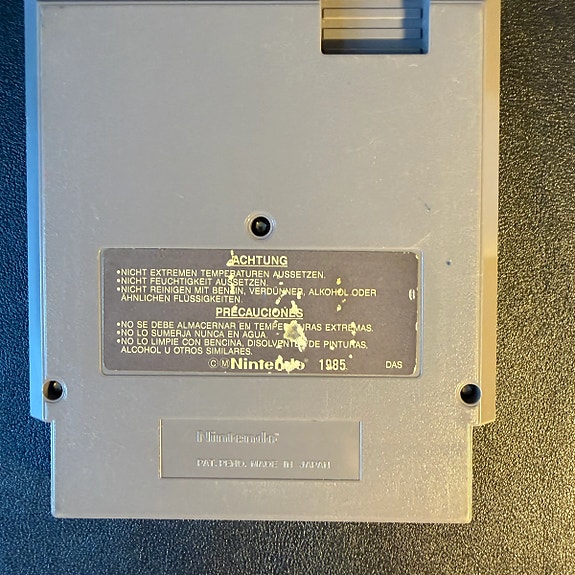 ACHTUNG
•NICHT EXTREMEN TEMPERATUREN AUSSETZEN.
•NICHT FEUCHTIGKEIT AUSSETZEN.
•NICHT REINIGEN MIT BENZIN, VERDÜNNER, ALKOHOL ODER
ÄHNLICHEN FLÜSSIGKEITEN.
PRECAUCIONES
•NO SE DEBE ALMACERNAR EN TEMPERATURAS EXTREMAS.
•NO LO SUMERJA NUNCA EN AGUA
•NO LO LIMPIE CON BENCINA, DISOLVENTE DE PINTURAS,
ALCOHOL U OTROS SIMILARES.
©M Nintendo 1985. DAS
Nintendo®
PAT. PEND. MADE IN JAPAN